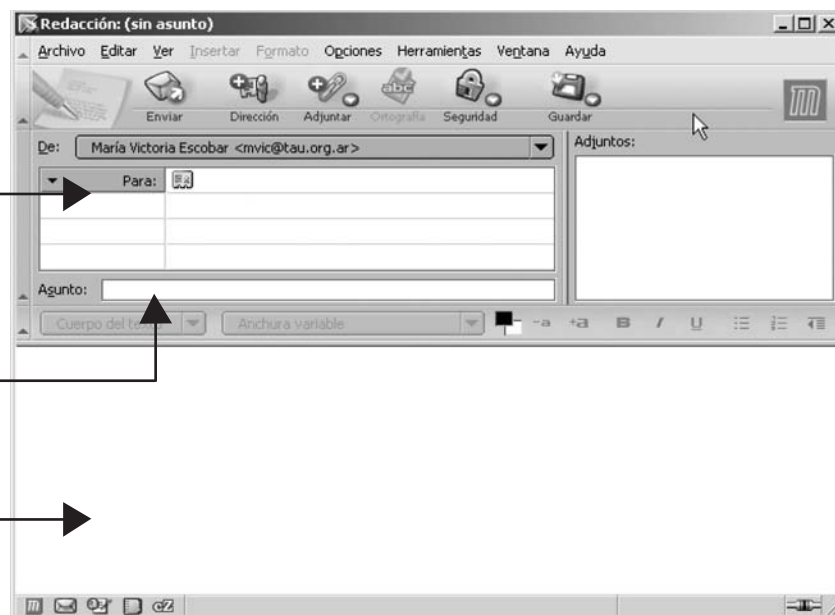 Redacción: (sin asunto)
Archivo Editar Ver Insertar Formato Opciones Herramientas Ventana Ayuda
Enviar Dirección Adjuntar Ortografía Seguridad Guardar
De: María Victoria Escobar <mvic@tau.org.ar>
Adjuntos:
Para:
Asunto:
Cuerpo del texto Anchura variable -a +a B I U